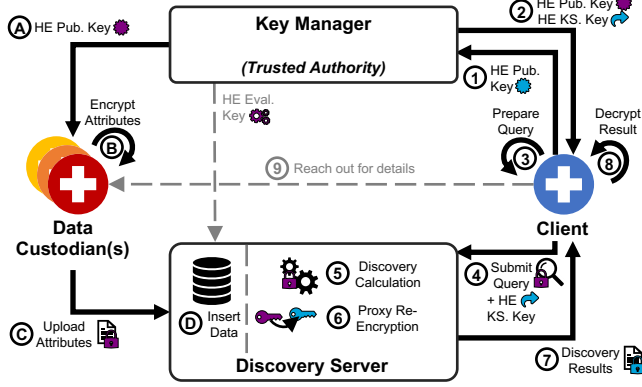 A HE Pub. Key
Key Manager
(Trusted Authority)
2 HE Pub. Key
HE KS. Key
1 HE Pub.
Key
Encrypt
Attributes
B
HE Eval.
Key
Prepare
Query
3
Decrypt
Result
8
9 Reach out for details
Data
Custodian(s)
Client
5 Discovery
Calculation
4 Submit
Query
+ HE
KS. Key
D Insert
Data
6 Proxy Re-
Encryption
C Upload
Attributes
Discovery Server
7 Discovery
Results